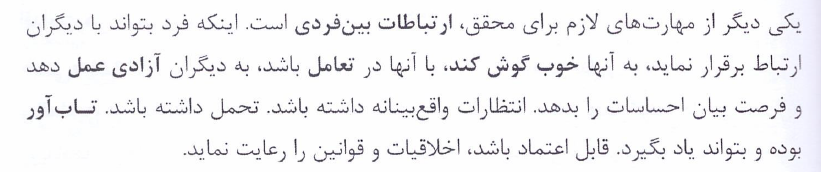 یکی دیگر از مهارت‌های لازم برای محقق، ارتباطات بین‌فردی است. اینکه فرد بتواند با دیگران
ارتباط برقرار نماید، به آنها خوب گوش کند، با آنها در تعامل باشد، به دیگران آزادی عمل دهد
و فرصت بیان احساسات را بدهد. انتظارات واقع‌بینانه داشته باشد. تحمل داشته باشد. تـاب‌آور
بوده و بتواند یاد بگیرد. قابل اعتماد باشد، اخلاقیات و قوانین را رعایت نماید.